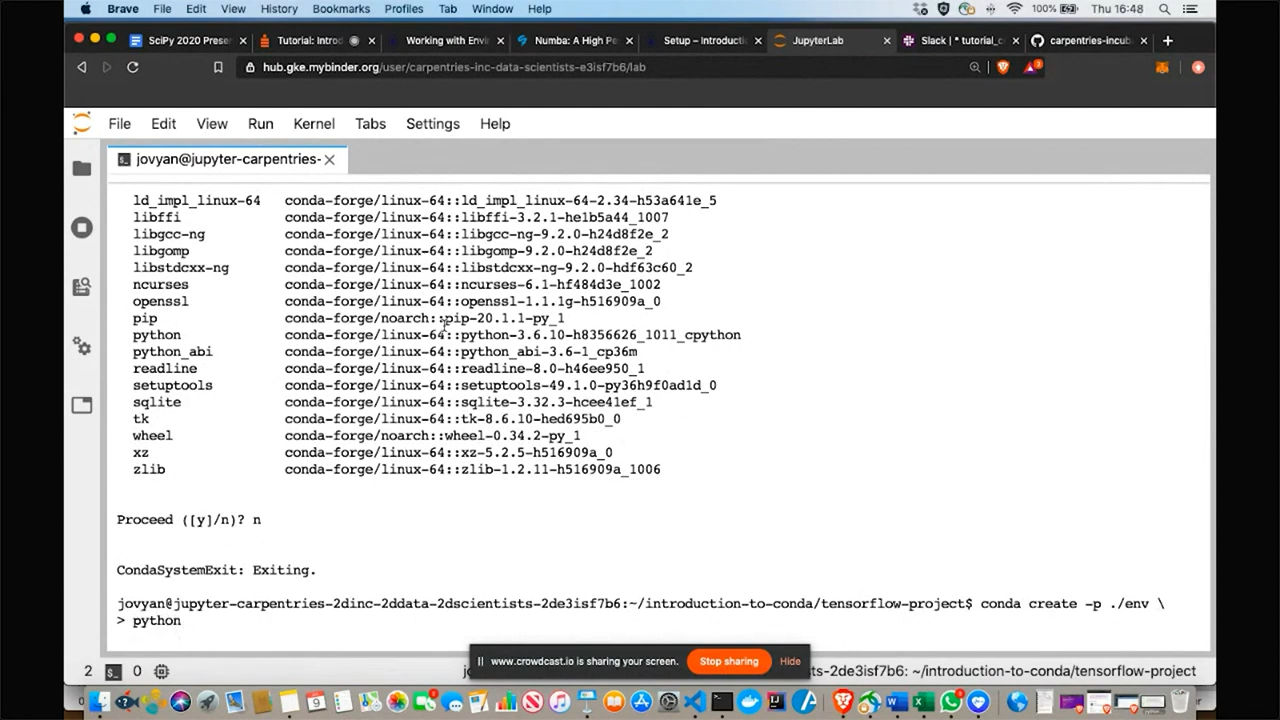 Brave File Edit View History Bookmarks Profiles Tab Window Help 100% Thu 16:48
SciPy 2020 Prese Tutorial: Introd Working with Envi Numba: A High Pe Setup – Introducti JupyterLab Slack | * tutorial_c carpentries-incub
hub.gke.mybinder.org/user/carpentries-inc-data-scientists-e3isf7b6/lab
File Edit View Run Kernel Tabs Settings Help
jovyan@jupyter-carpentries-
ld_impl_linux-64 conda-forge/linux-64::ld_impl_linux-64-2.34-h53a641e_5
libffi conda-forge/linux-64::libffi-3.2.1-he1b5a44_1007
libgcc-ng conda-forge/linux-64::libgcc-ng-9.2.0-h24d8f2e_2
libgomp conda-forge/linux-64::libgomp-9.2.0-h24d8f2e_2
libstdcxx-ng conda-forge/linux-64::libstdcxx-ng-9.2.0-hdf63c60_2
ncurses conda-forge/linux-64::ncurses-6.1-hf484d3e_1002
openssl conda-forge/linux-64::openssl-1.1.1g-h516909a_0
pip conda-forge/noarch::pip-20.1.1-py_1
python conda-forge/linux-64::python-3.6.10-h8356626_1011_cpython
python_abi conda-forge/linux-64::python_abi-3.6-1_cp36m
readline conda-forge/linux-64::readline-8.0-h46ee950_1
setuptools conda-forge/linux-64::setuptools-49.1.0-py36h9f0ad1d_0
sqlite conda-forge/linux-64::sqlite-3.32.3-hcee41ef_1
tk conda-forge/linux-64::tk-8.6.10-hed695b0_0
wheel conda-forge/noarch::wheel-0.34.2-py_1
xz conda-forge/linux-64::xz-5.2.5-h516909a_0
zlib conda-forge/linux-64::zlib-1.2.11-h516909a_1006
Proceed ([y]/n)? n
CondaSystemExit: Exiting.
jovyan@jupyter-carpentries-2dinc-2ddata-2dscientists-2de3isf7b6:~/introduction-to-conda/tensorflow-project$ conda create -p ./env \
> python
www.crowdcast.io is sharing your screen. Stop sharing Hide
2 0 jo ts-2de3isf7b6: ~/introduction-to-conda/tensorflow-project